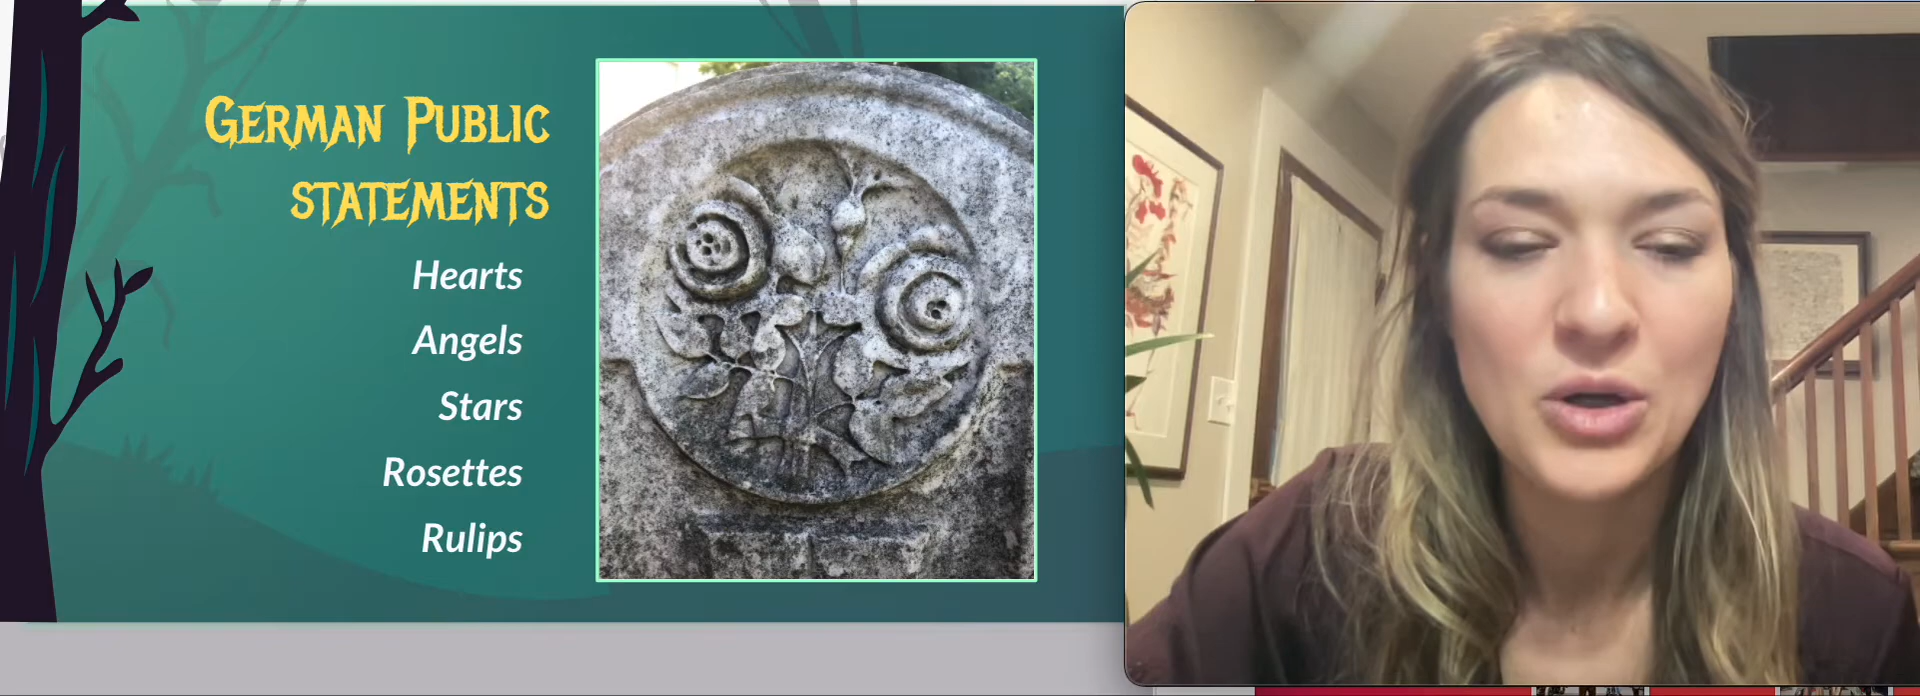 German Public
statements
Hearts
Angels
Stars
Rosettes
Rulips